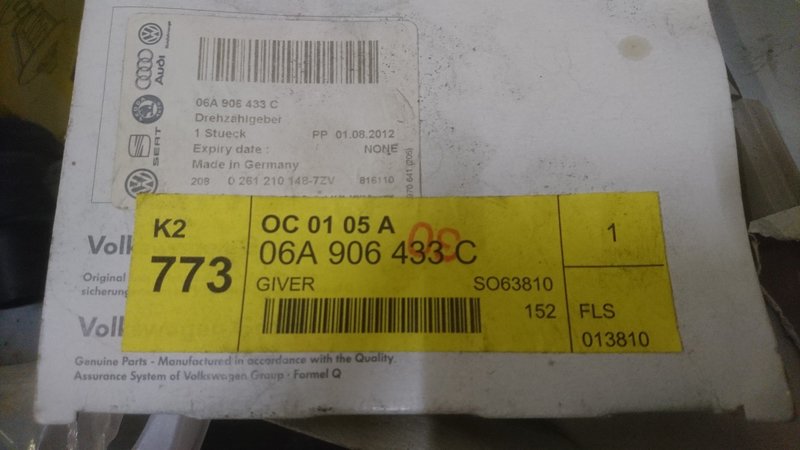 Audi
SEAT
06A 906 433 C
Drehzahlgeber
1 Stueck PP 01.08.2012
Expiry date : NONE
Made in Germany
208 0 261 210 148-7ZV 816110
K2
773
OC 01 05 A
06A 906 433 C
30
GIVER SO63810
152
1
FLS
013810
Volk
Original
sicherung
Volkswagen
Genuine Parts - Manufactured in accordance with the Quality
Assurance System of Volkswagen Group - Formel Q